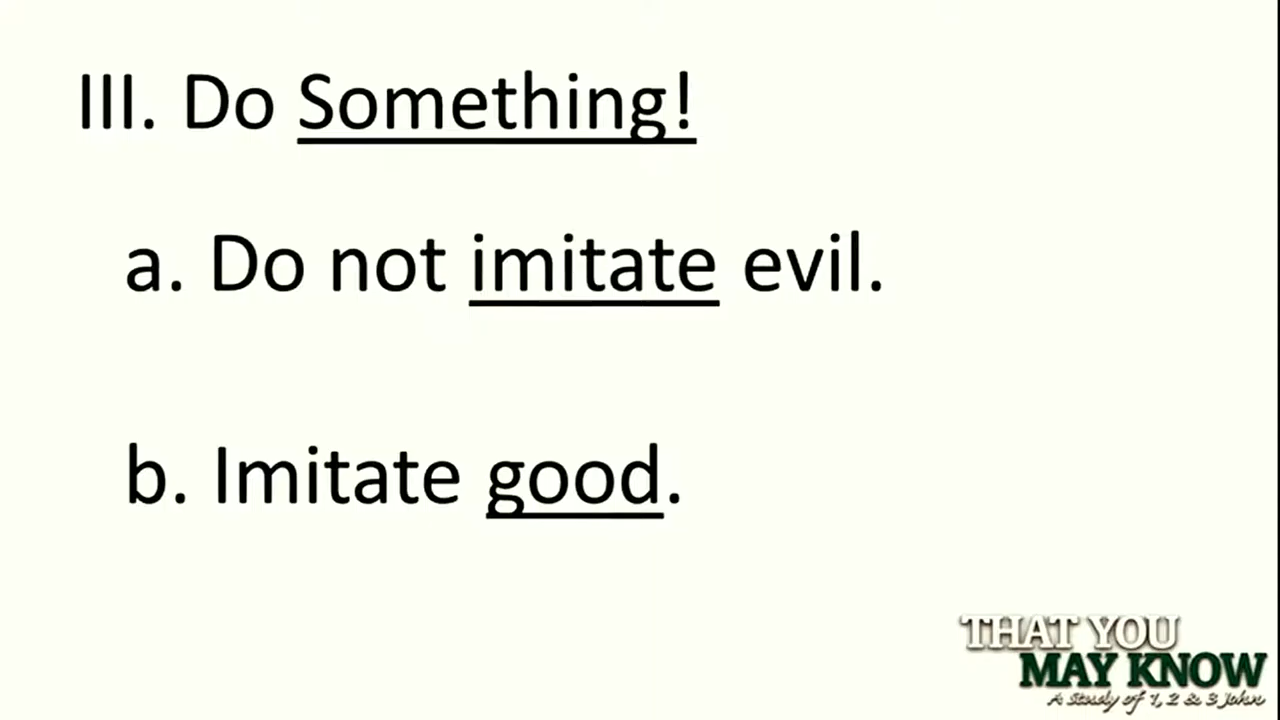 III. Do Something!
a. Do not imitate evil.
b. Imitate good.
THAT YOU
MAY KNOW
A Study of 1, 2 & 3 John